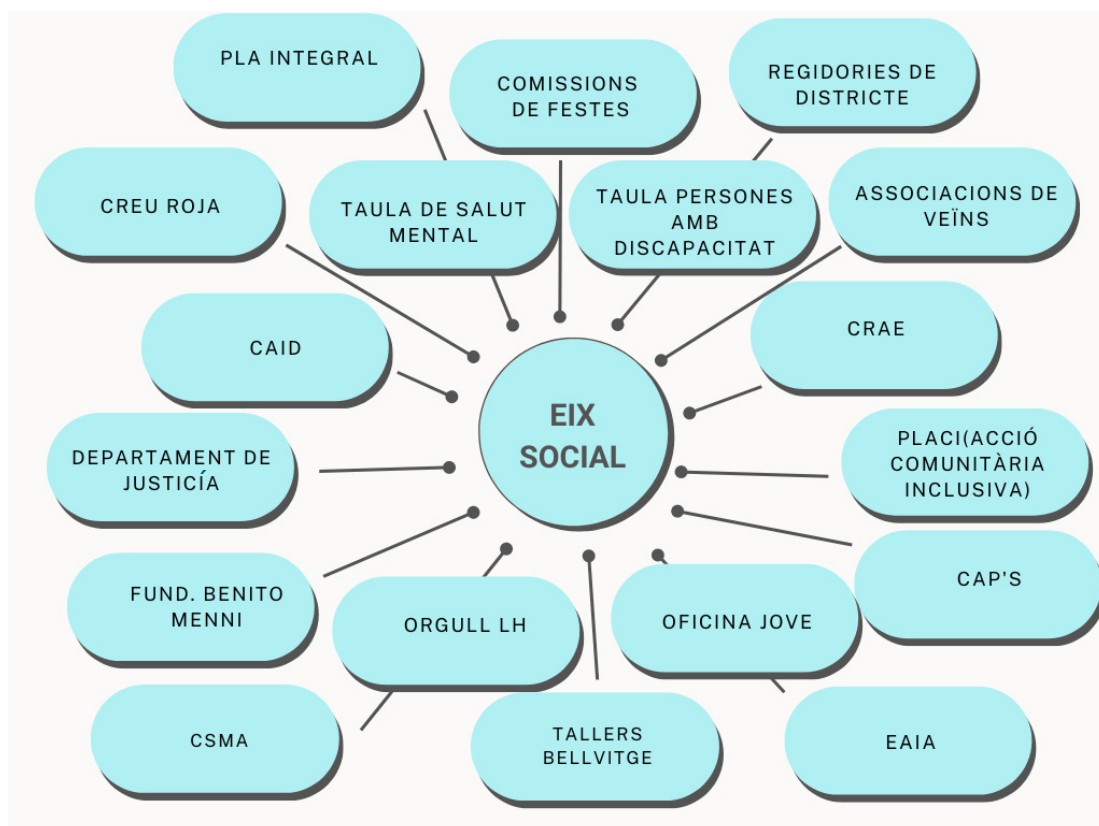 PLA INTEGRAL
COMISSIONS
DE FESTES
REGIDORIES DE
DISTRICTE
CREU ROJA
TAULA DE SALUT
MENTAL
TAULA PERSONES
AMB
DISCAPACITAT
ASSOCIACIONS DE
VEÏNS
CAID
CRAE
EIX
SOCIAL
DEPARTAMENT DE
JUSTICÍA
PLACI(ACCIÓ
COMUNITÀRIA
INCLUSIVA)
FUND. BENITO
MENNI
ORGULL LH
OFICINA JOVE
CAP'S
CSMA
TALLERS
BELLVITGE
EAIA